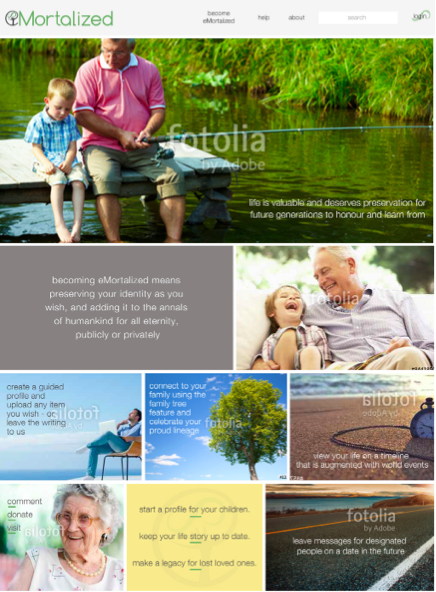 eMortalized
become
eMortalized
help
about
search
login
fotolia
by Adobe
life is valuable and deserves preservation for
future generations to honour and learn from
becoming eMortalized means
preserving your identity as you
wish, and adding it to the annals
of humankind for all eternity,
publicly or privately
fotolia
create a guided
profile and
upload any item
you wish - or
leave the writing
to us
fotolia
connect to your
family using the
family tree
feature and
celebrate your
proud lineage
fotolia
fotolia
by Adobe
view your life on a timeline
that is augmented with world events
comment
donate
visit
fotolia
start a profile for your children.
keep your life story up to date.
make a legacy for lost loved ones.
fotolia
by Adobe
leave messages for designated
people on a date in the future